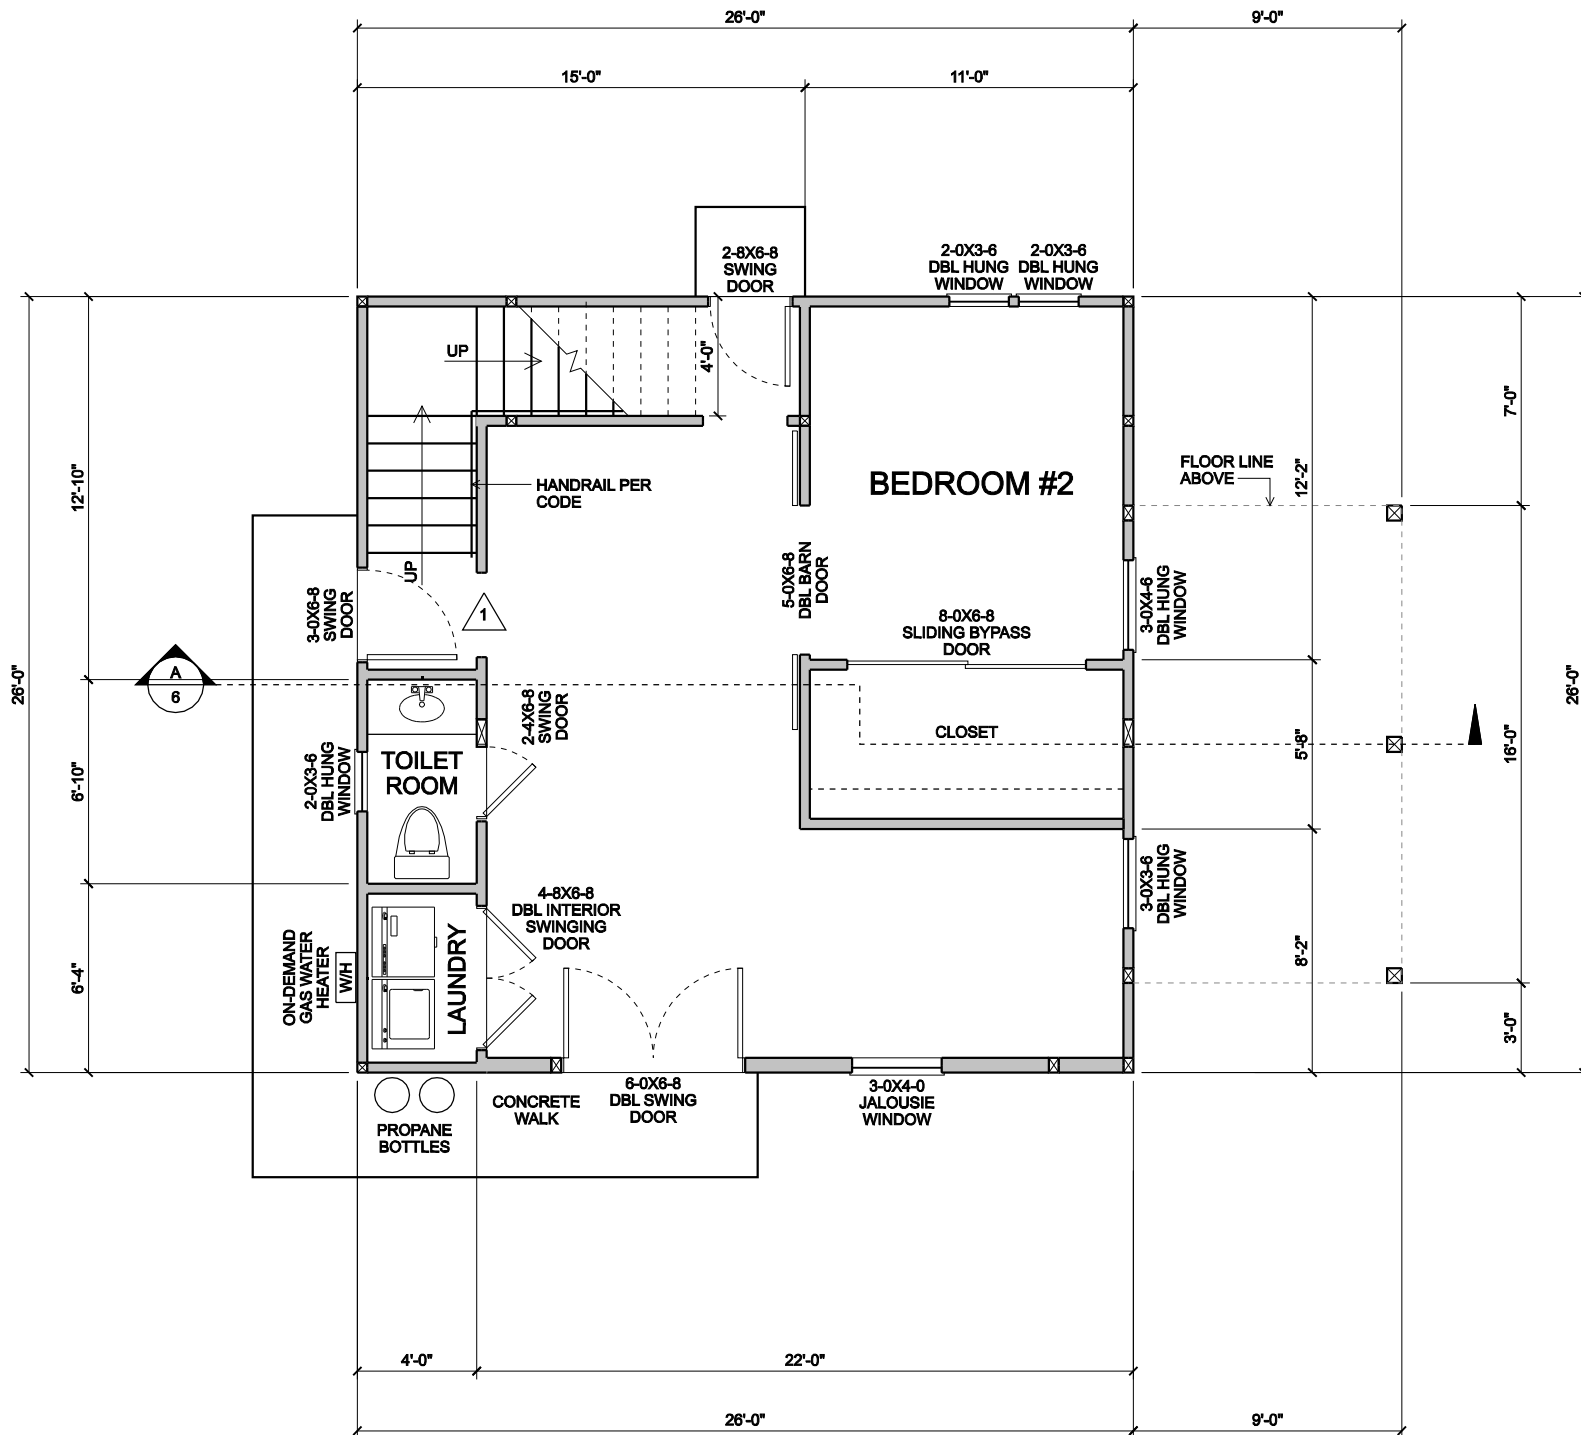 26'-0"
9'-0"
15'-0"
11'-0"
2-8X6-8
SWING
DOOR
2-0X3-6
DBL HUNG
WINDOW
2-0X3-6
DBL HUNG
WINDOW
UP
4'-0"
7'-0"
12'-10"
HANDRAIL PER
CODE
BEDROOM #2
FLOOR LINE
ABOVE
12'-2"
UP
3-0X6-8
SWING
DOOR
1
5-0X6-8
DBL BARN
DOOR
8-0X6-8
SLIDING BYPASS
DOOR
3-0X4-6
DBL HUNG
WINDOW
26'-0"
A
6
2-4X6-8
SWING
DOOR
CLOSET
5'-8"
16'-0"
26'-0"
6'-10"
2-0X3-6
DBL HUNG
WINDOW
TOILET
ROOM
3-0X3-6
DBL HUNG
WINDOW
4-8X6-8
DBL INTERIOR
SWINGING
DOOR
6'-4"
ON-DEMAND
GAS WATER
HEATER
W/H
LAUNDRY
8'-2"
3'-0"
PROPANE
BOTTLES
CONCRETE
WALK
6-0X6-8
DBL SWING
DOOR
3-0X4-0
JALOUSIE
WINDOW
4'-0"
22'-0"
26'-0"
9'-0"